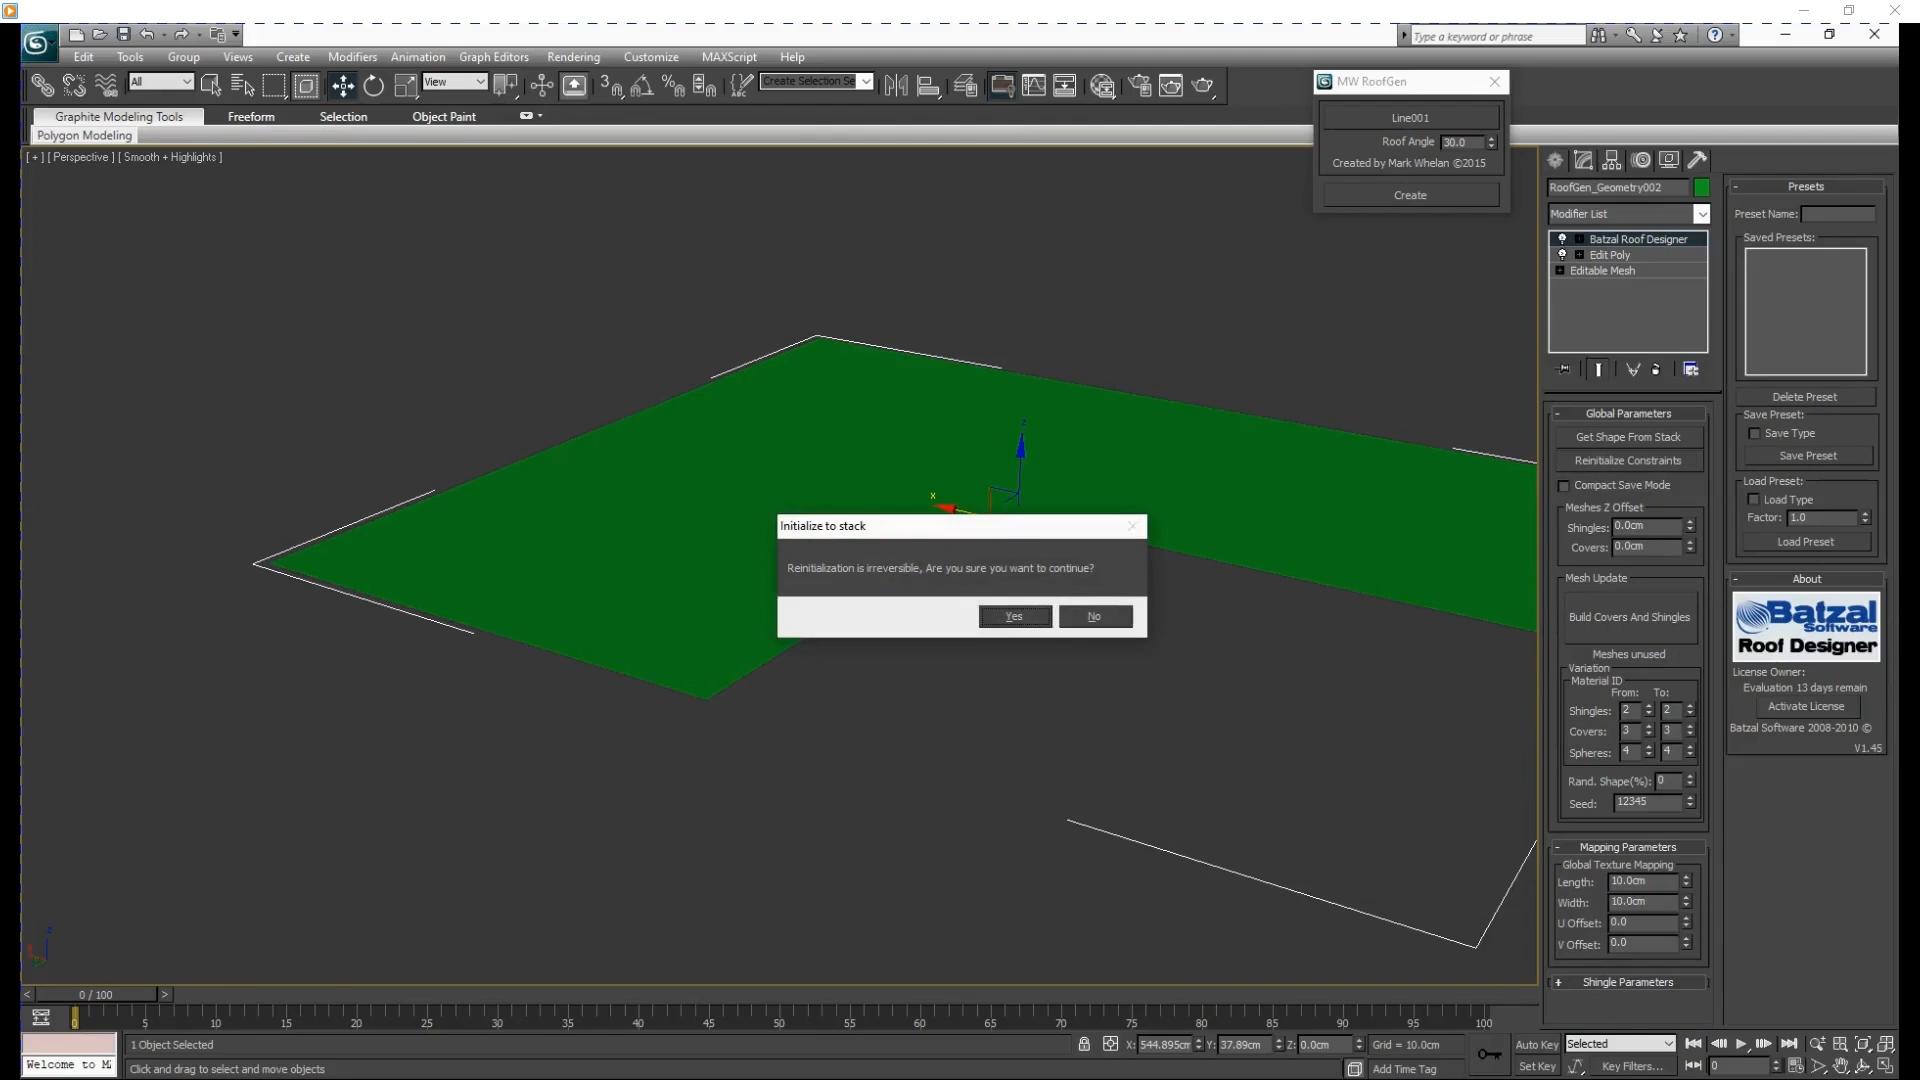 Type a keyword or phrase
Edit Tools Group Views Create Modifiers Animation Graph Editors Rendering Customize MAXScript Help
All
View
Create Selection Se
Graphite Modeling Tools Freeform Selection Object Paint
Polygon Modeling
[ + ] [ Perspective ] [ Smooth + Highlights ]
MW RoofGen
Line001
Roof Angle 30.0
Created by Mark Whelan ©2015
Create
RoofGen_Geometry002
Modifier List
Batzal Roof Designer
Edit Poly
Editable Mesh
Global Parameters
Get Shape From Stack
Reinitialize Constraints
Compact Save Mode
Meshes Z Offset
Shingles: 0.0cm
Covers: 0.0cm
Mesh Update
Build Covers And Shingles
Meshes unused
Variation
Material ID
From: To:
Shingles: 2 2
Covers: 3 3
Spheres: 4 4
Rand. Shape(%): 0
Seed: 12345
Mapping Parameters
Global Texture Mapping
Length: 10.0cm
Width: 10.0cm
U Offset: 0.0
V Offset: 0.0
Shingle Parameters
Presets
Preset Name:
Saved Presets:
Delete Preset
Save Preset:
Save Type
Save Preset
Load Preset:
Load Type
Factor: 1.0
Load Preset
About
Batzal
Software
Roof Designer
License Owner:
Evaluation 13 days remain
Activate License
Batzal Software 2008-2010 ©
V1.45
z
x
Initialize to stack
Reinitialization is irreversible, Are you sure you want to continue?
Yes No
z
< 0 / 100 >
0 5 10 15 20 25 30 35 40 45 50 55 60 65 70 75 80 85 90 95 100
1 Object Selected
X: 544.895cm Y: 37.89cm Z: 0.0cm Grid = 10.0cm
Auto Key Selected
Welcome to M
Click and drag to select and move objects
Add Time Tag
Set Key Key Filters... 0